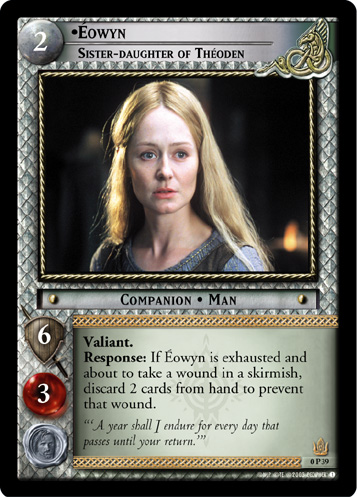 2
•Éowyn
Sister-daughter of Théoden
Companion • Man
6
Valiant.
3
Response: If Éowyn is exhausted and
about to take a wound in a skirmish,
discard 2 cards from hand to prevent
that wound.
“‘A year shall I endure for every day that
passes until your return.’”
0 P 39